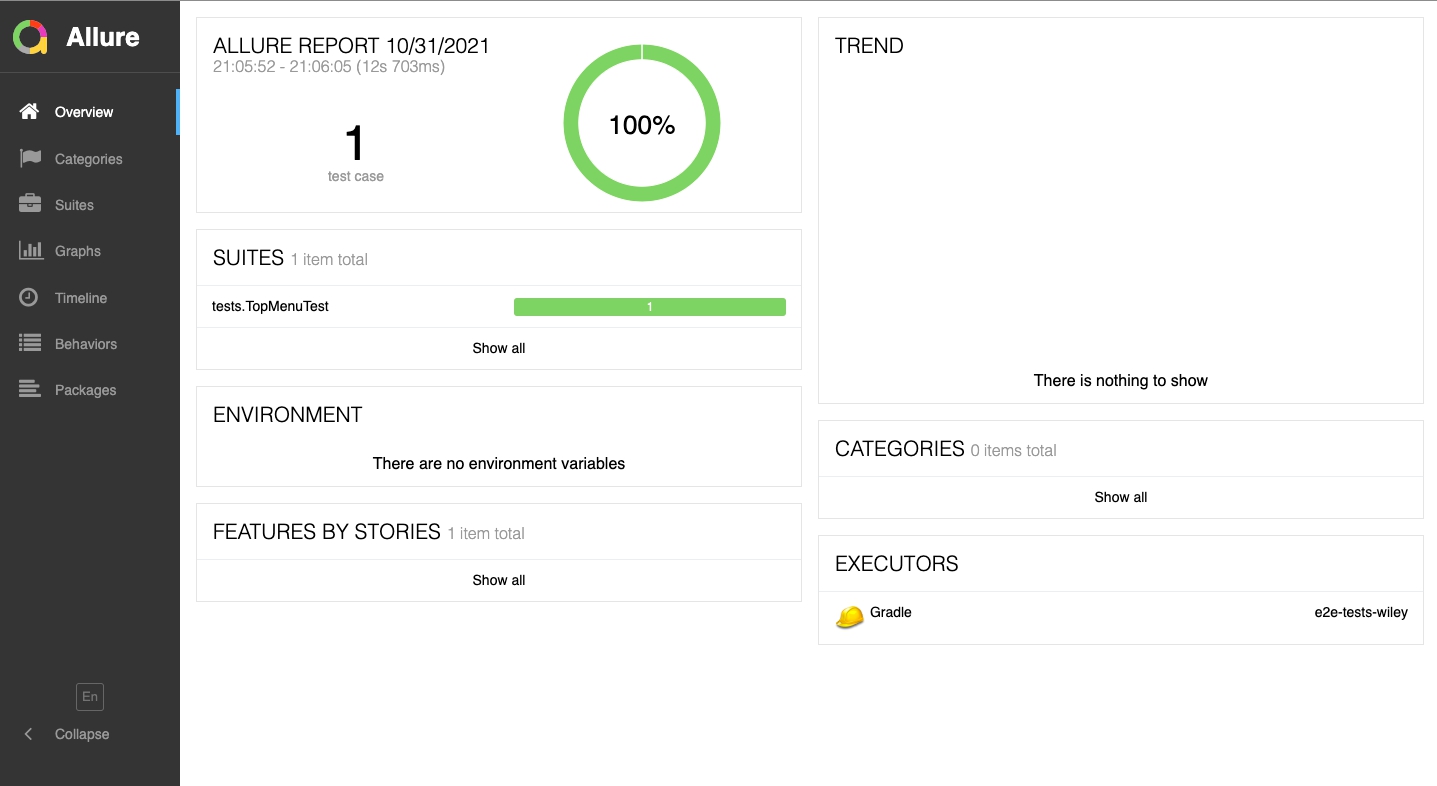 Allure
Overview
Categories
Suites
Graphs
Timeline
Behaviors
Packages
En
Collapse
ALLURE REPORT 10/31/2021
21:05:52 - 21:06:05 (12s 703ms)
1
test case
100%
SUITES 1 item total
tests.TopMenuTest 1
Show all
ENVIRONMENT
There are no environment variables
FEATURES BY STORIES 1 item total
Show all
TREND
There is nothing to show
CATEGORIES 0 items total
Show all
EXECUTORS
Gradle e2e-tests-wiley